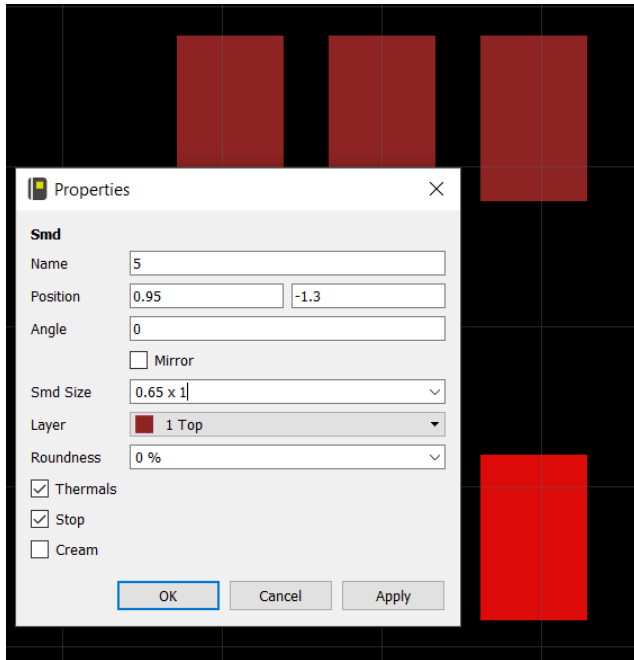 Properties
Smd
Name 5
Position 0.95 -1.3
Angle 0
Mirror
Smd Size 0.65 x 1
Layer 1 Top
Roundness 0 %
Thermals
Stop
Cream
OK Cancel Apply